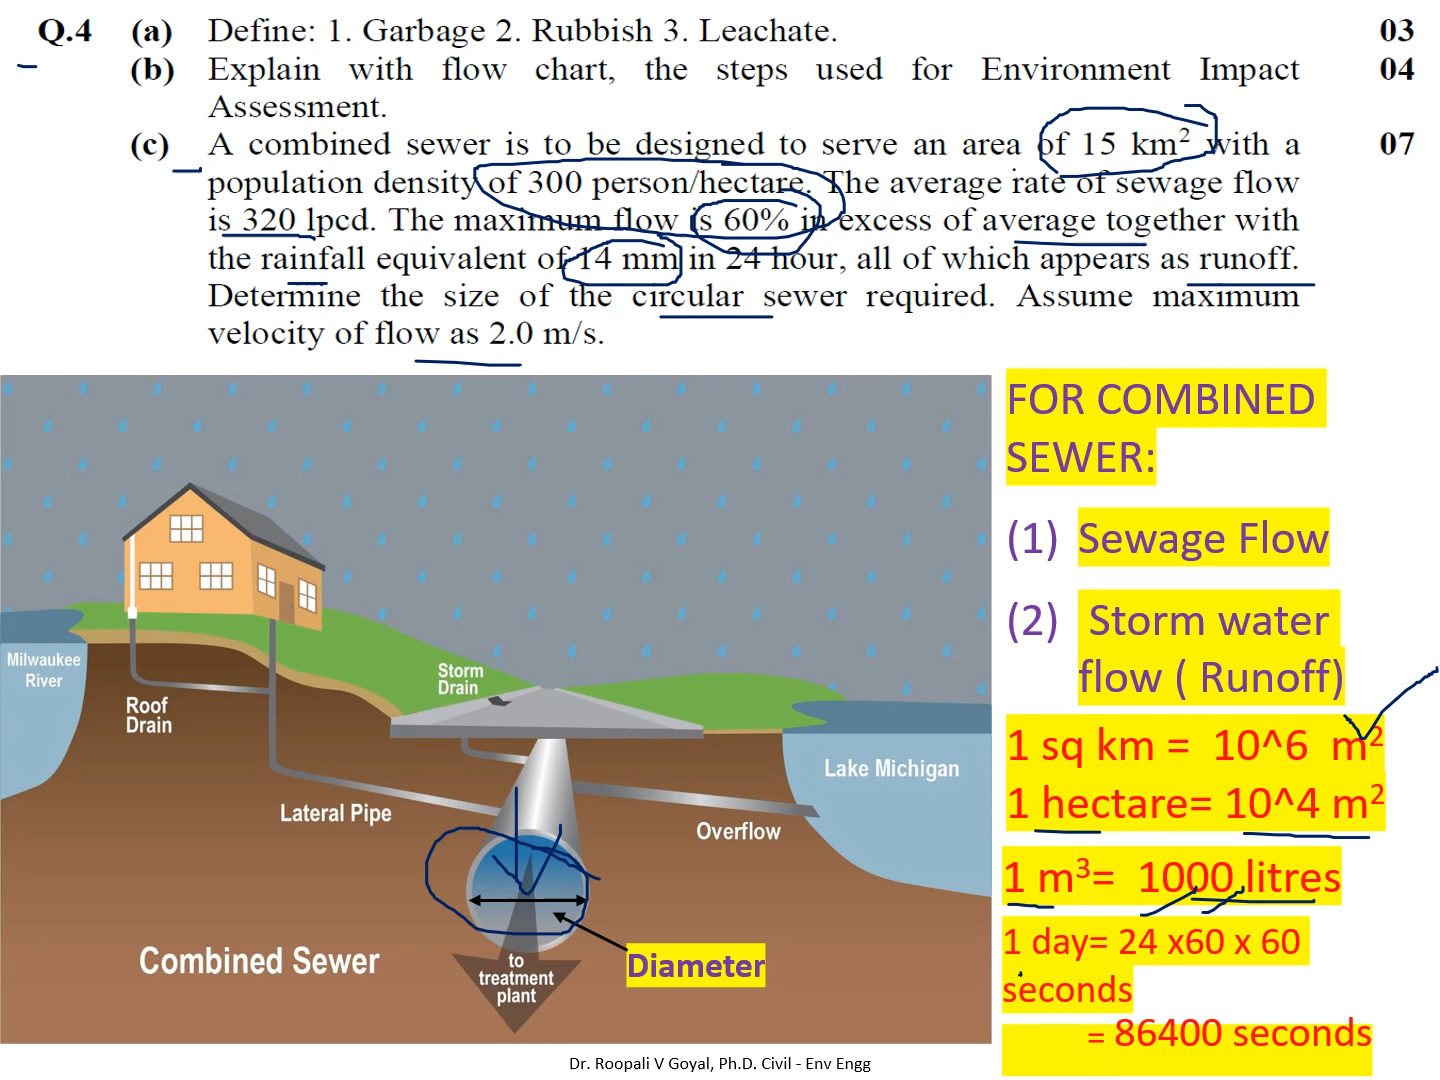 Q.4 (a) Define: 1. Garbage 2. Rubbish 3. Leachate. 03
(b) Explain with flow chart, the steps used for Environment Impact 04
Assessment.
(c) A combined sewer is to be designed to serve an area of 15 km² with a 07
population density of 300 person/hectare. The average rate of sewage flow
is 320 lpcd. The maximum flow is 60% in excess of average together with
the rainfall equivalent of 14 mm in 24 hour, all of which appears as runoff.
Determine the size of the circular sewer required. Assume maximum
velocity of flow as 2.0 m/s.
FOR COMBINED
SEWER:
(1) Sewage Flow
(2) Storm water
flow ( Runoff)
1 sq km = 10^6 m²
1 hectare= 10^4 m²
1 m³= 1000 litres
1 day= 24 x60 x 60
seconds
= 86400 seconds
Milwaukee
River
Roof
Drain
Storm
Drain
Lake Michigan
Lateral Pipe
Overflow
Combined Sewer
to
treatment
plant
Diameter
Dr. Roopali V Goyal, Ph.D. Civil - Env Engg